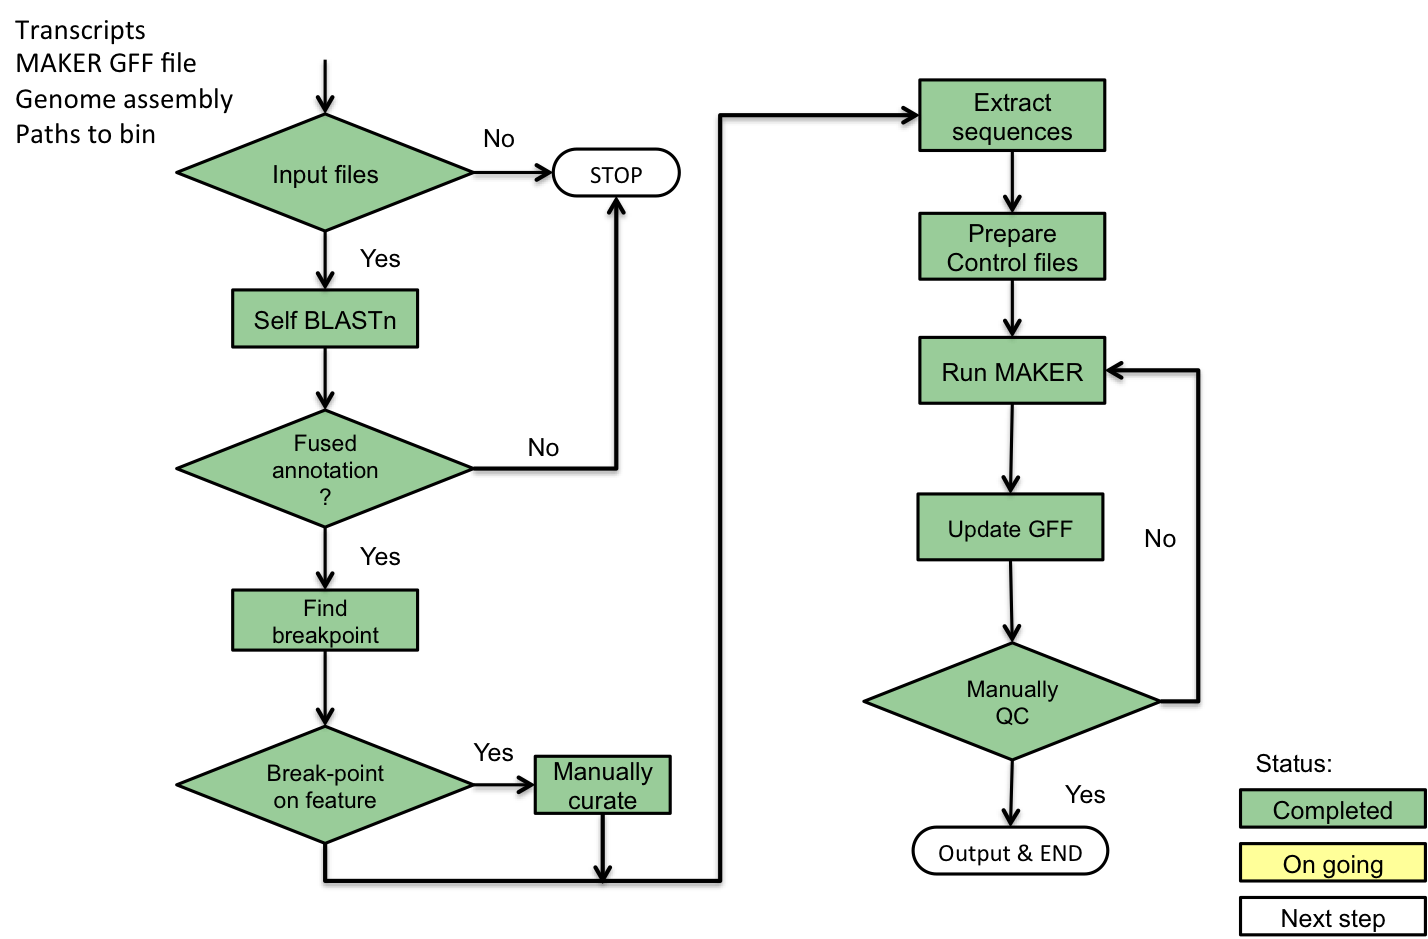 Transcripts
MAKER GFF file
Genome assembly
Paths to bin
Input files
No
STOP
Yes
Self BLASTn
Fused
annotation
?
No
Yes
Find
breakpoint
Break-point
on feature
Yes
Manually
curate
Extract
sequences
Prepare
Control files
Run MAKER
Update GFF
No
Manually
QC
Yes
Output & END
Status:
Completed
On going
Next step